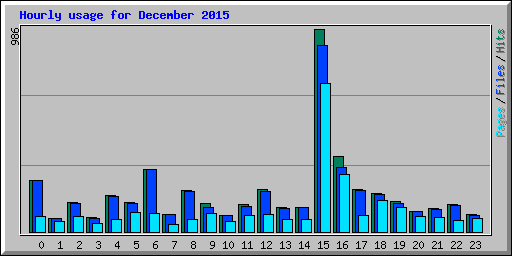 Hourly usage for December 2015
986
Pages / Files / Hits
0 1 2 3 4 5 6 7 8 9 10 11 12 13 14 15 16 17 18 19 20 21 22 23